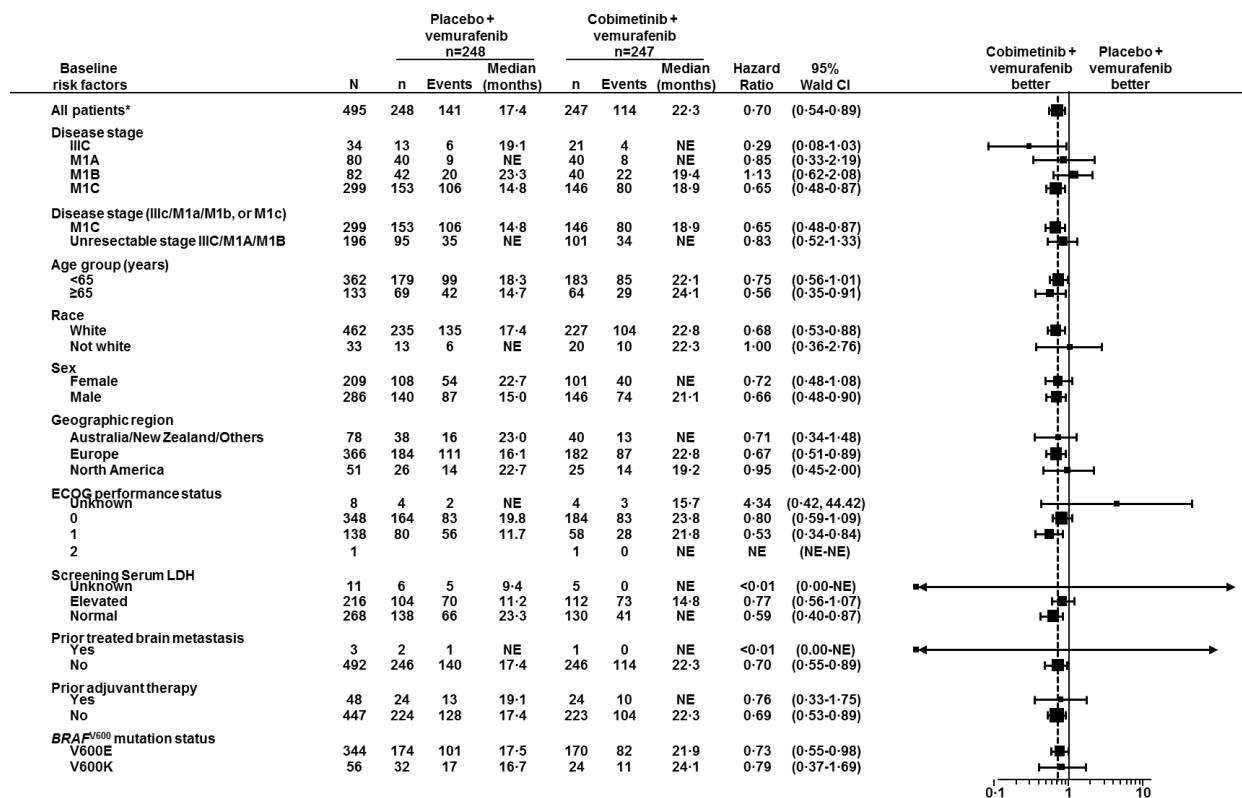 Placebo + Cobimetinib +
vemurafenib vemurafenib
n=248 n=247 Cobimetinib + Placebo +
Baseline Median Median Hazard 95% vemurafenib vemurafenib
risk factors N n Events (months) n Events (months) Ratio Wald CI better better
All patients* 495 248 141 17·4 247 114 22·3 0·70 (0·54-0·89)
Disease stage
IIIC 34 13 6 19·1 21 4 NE 0·29 (0·08-1·03)
M1A 80 40 9 NE 40 8 NE 0·85 (0·33-2·19)
M1B 82 42 20 23·3 40 22 19·4 1·13 (0·62-2·08)
M1C 299 153 106 14·8 146 80 18·9 0·65 (0·48-0·87)
Disease stage (IIIc/M1a/M1b, or M1c)
M1C 299 153 106 14·8 146 80 18·9 0·65 (0·48-0·87)
Unresectable stage IIIC/M1A/M1B 196 95 35 NE 101 34 NE 0·83 (0·52-1·33)
Age group (years)
<65 362 179 99 18·3 183 85 22·1 0·75 (0·56-1·01)
≥65 133 69 42 14·7 64 29 24·1 0·56 (0·35-0·91)
Race
White 462 235 135 17·4 227 104 22·8 0·68 (0·53-0·88)
Not white 33 13 6 NE 20 10 22·3 1·00 (0·36-2·76)
Sex
Female 209 108 54 22·7 101 40 NE 0·72 (0·48-1·08)
Male 286 140 87 15·0 146 74 21·1 0·66 (0·48-0·90)
Geographic region
Australia/New Zealand/Others 78 38 16 23·0 40 13 NE 0·71 (0·34-1·48)
Europe 366 184 111 16·1 182 87 22·8 0·67 (0·51-0·89)
North America 51 26 14 22·7 25 14 19·2 0·95 (0·45-2·00)
ECOG performance status
Unknown 8 4 2 NE 4 3 15·7 4·34 (0·42, 44.42)
0 348 164 83 19.8 184 83 23·8 0·80 (0·59-1·09)
1 138 80 56 11·7 58 28 21·8 0·53 (0·34-0·84)
2 1 1 0 NE NE (NE-NE)
Screening Serum LDH
Unknown 11 6 5 9·4 5 0 NE <0·01 (0.00-NE)
Elevated 216 104 70 11·2 112 73 14·8 0·77 (0·56-1·07)
Normal 268 138 66 23·3 130 41 NE 0·59 (0·40-0·87)
Prior treated brain metastasis
Yes 3 2 1 NE 1 0 NE <0·01 (0.00-NE)
No 492 246 140 17·4 246 114 22·3 0·70 (0·55-0·89)
Prior adjuvant therapy
Yes 48 24 13 19·1 24 10 NE 0·76 (0·33-1·75)
No 447 224 128 17·4 223 104 22·3 0·69 (0·53-0·89)
BRAFV600 mutation status
V600E 344 174 101 17·5 170 82 21·9 0·73 (0·55-0·98)
V600K 56 32 17 16·7 24 11 24·1 0·79 (0·37-1·69)
0·1 1 10